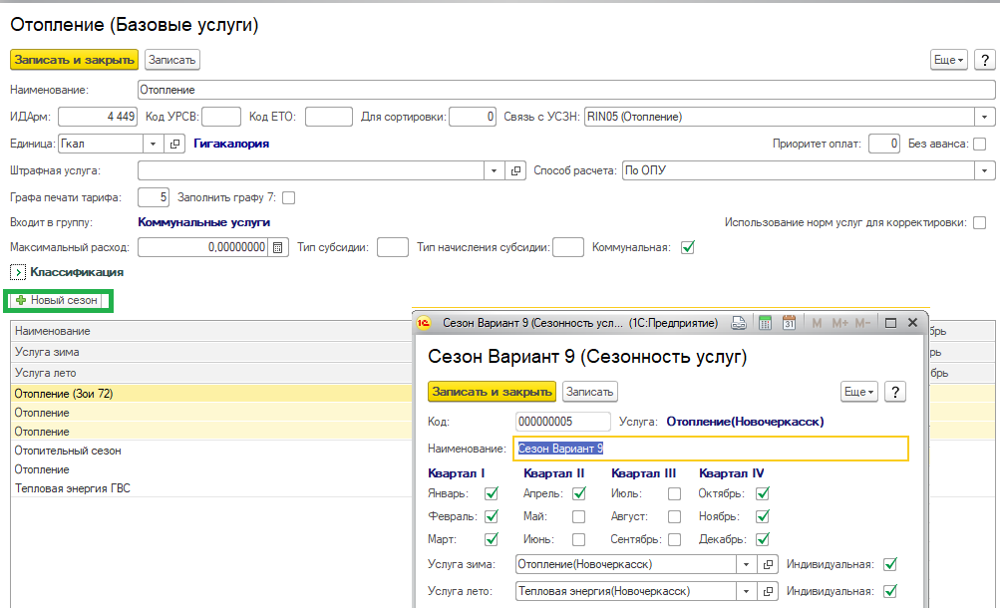 Отопление (Базовые услуги)
Записать и закрыть Записать Еще ?
Наименование: Отопление
ИДАрм: 4 449 Код УРСВ: Код ЕТО: Для сортировки: 0 Связь с УСЗН: RIN05 (Отопление)
Единица: Гкал Гигакалория Приоритет оплат: 0 Без аванса:
Штрафная услуга: Способ расчета: По ОПУ
Графа печати тарифа: 5 Заполнить графу 7:
Входит в группу: Коммунальные услуги Использование норм услуг для корректировки:
Максимальный расход: 0,00000000 Тип субсидии: Тип начисления субсидии: Коммунальная:
Классификация
Новый сезон
Наименование
Услуга зима
Услуга лето
Отопление (Зои 72)
Отопление
Отопление
Отопительный сезон
Отопление
Тепловая энергия ГВС
брь
рь
брь
1С Сезон Вариант 9 (Сезонность усл... (1С:Предприятие) 31 M M+ M-
Сезон Вариант 9 (Сезонность услуг)
Записать и закрыть Записать Еще ?
Код: 000000005 Услуга: Отопление(Новочеркасск)
Наименование: Сезон Вариант 9
Квартал I Квартал II Квартал III Квартал IV
Январь: Апрель: Июль: Октябрь:
Февраль: Май: Август: Ноябрь:
Март: Июнь: Сентябрь: Декабрь:
Услуга зима: Отопление(Новочеркасск) Индивидуальная:
Услуга лето: Тепловая энергия(Новочеркасск) Индивидуальная: